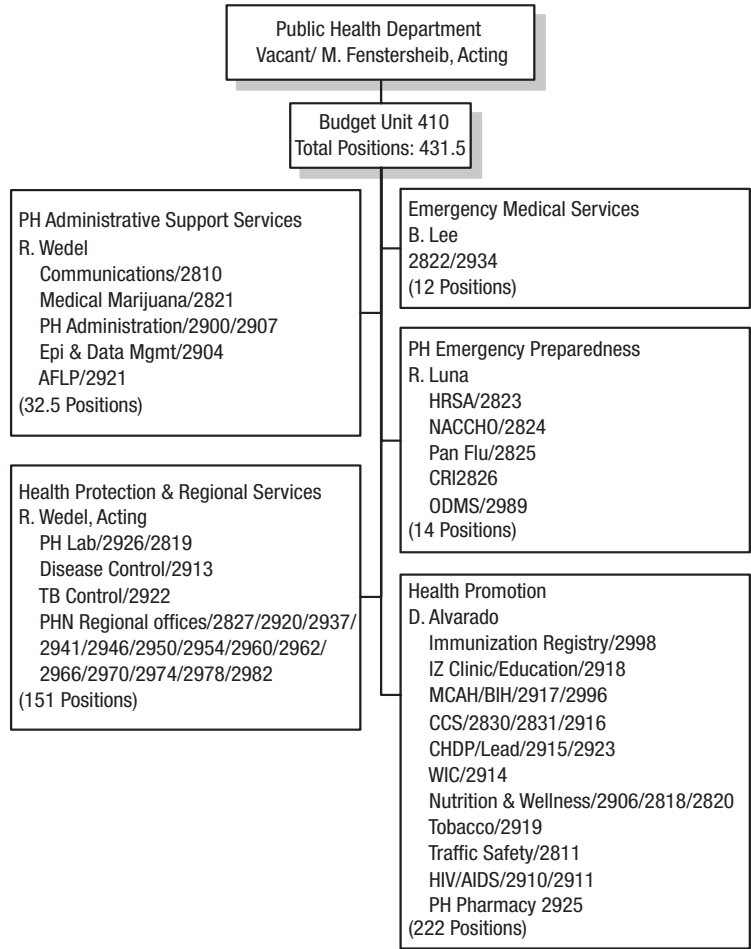 Public Health Department
Vacant/ M. Fenstersheib, Acting
Budget Unit 410
Total Positions: 431.5
PH Administrative Support Services
R. Wedel
Communications/2810
Medical Marijuana/2821
PH Administration/2900/2907
Epi & Data Mgmt/2904
AFLP/2921
(32.5 Positions)
Emergency Medical Services
B. Lee
2822/2934
(12 Positions)
PH Emergency Preparedness
R. Luna
HRSA/2823
NACCHO/2824
Pan Flu/2825
CRI2826
ODMS/2989
(14 Positions)
Health Protection & Regional Services
R. Wedel, Acting
PH Lab/2926/2819
Disease Control/2913
TB Control/2922
PHN Regional offices/2827/2920/2937/
2941/2946/2950/2954/2960/2962/
2966/2970/2974/2978/2982
(151 Positions)
Health Promotion
D. Alvarado
Immunization Registry/2998
IZ Clinic/Education/2918
MCAH/BIH/2917/2996
CCS/2830/2831/2916
CHDP/Lead/2915/2923
WIC/2914
Nutrition & Wellness/2906/2818/2820
Tobacco/2919
Traffic Safety/2811
HIV/AIDS/2910/2911
PH Pharmacy 2925
(222 Positions)